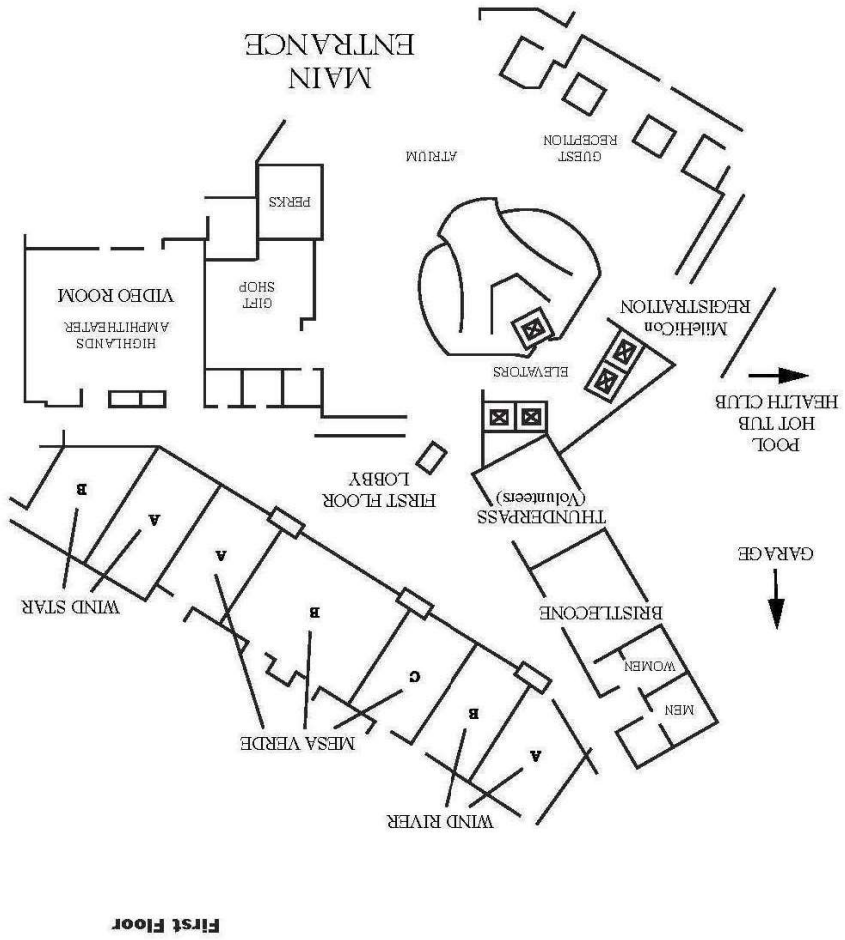 First Floor
WIND RIVER
A
B
MESA VERDE
C
B
A
MEN
WOMEN
BRISTLECONE
WIND STAR
A
B
GARAGE
THUNDERPASS
(Volunteers)
FIRST FLOOR
LOBBY
POOL
HOT TUB
HEALTH CLUB
ELEVATORS
MileHiCon
REGISTRATION
HIGHLANDS
AMPHITHEATER
VIDEO ROOM
GIFT
SHOP
PERKS
ATRIUM
GUEST
RECEPTION
MAIN
ENTRANCE